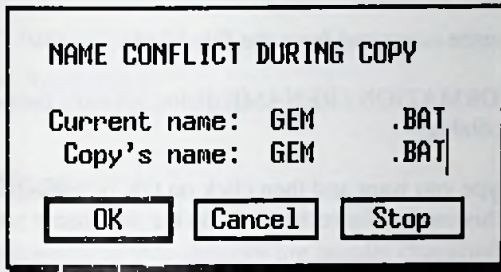 NAME CONFLICT DURING COPY
Current name: GEM .BAT
Copy's name: GEM .BAT
OK Cancel Stop